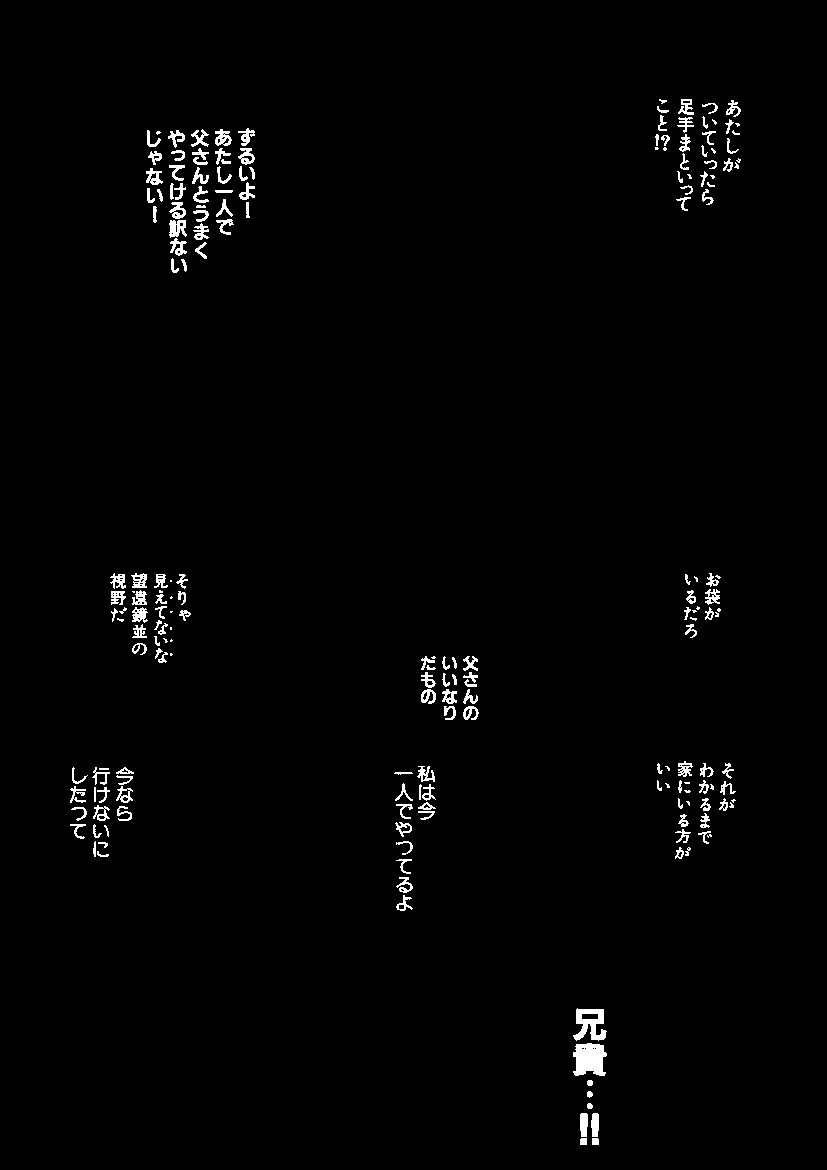 あたしが
ついていったら
足手まといって
こと!?
ずるいよー
あたし一人で
父さんとうまく
やってける訳ない
じゃないー
お袋が
いるだろ
父さんの
いいなり
だもの
そりゃ
見えてないな
望遠鏡並の
視野だ
それが
わかるまで
家にいる方が
いい
私は今
一人でやってるよ
今なら
行けないに
したって
兄貴…!!